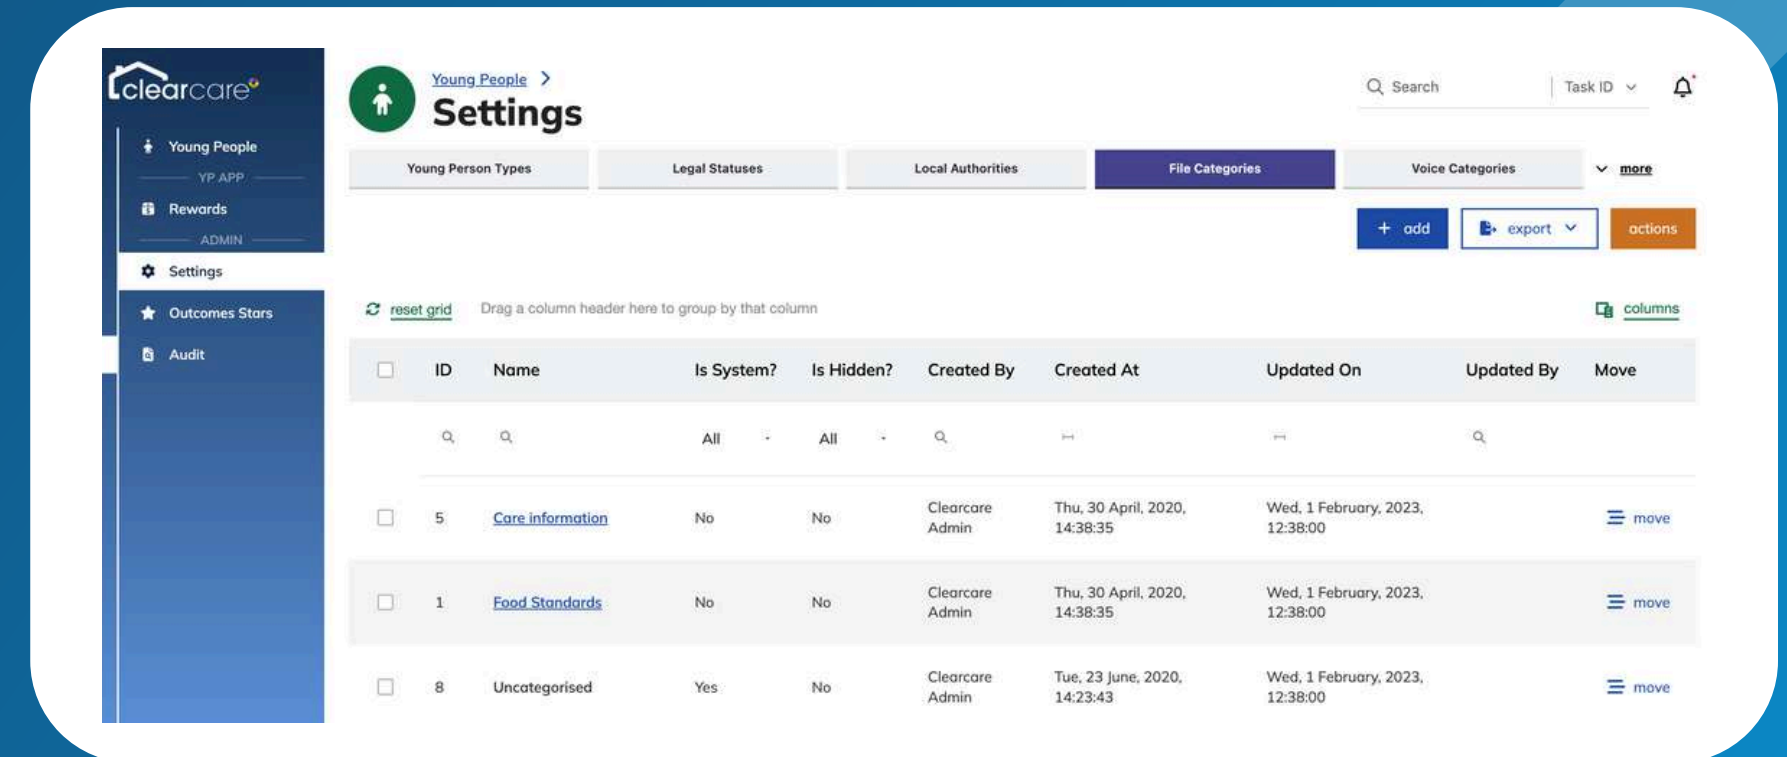 clearcare
Young People
YP APP
Rewards
ADMIN
Settings
Outcomes Stars
Audit
Young People
Settings
Search
Task ID
Young Person Types
Legal Statuses
Local Authorities
File Categories
Voice Categories
more
+ add
export
actions
reset grid
Drag a column header here to group by that column
columns
ID Name Is System? Is Hidden? Created By Created At Updated On Updated By Move
All All
5 Care information No No Clearcare Admin Thu, 30 April, 2020, 14:38:35 Wed, 1 February, 2023, 12:38:00 move
1 Food Standards No No Clearcare Admin Thu, 30 April, 2020, 14:38:35 Wed, 1 February, 2023, 12:38:00 move
8 Uncategorised Yes No Clearcare Admin Tue, 23 June, 2020, 14:23:43 Wed, 1 February, 2023, 12:38:00 move